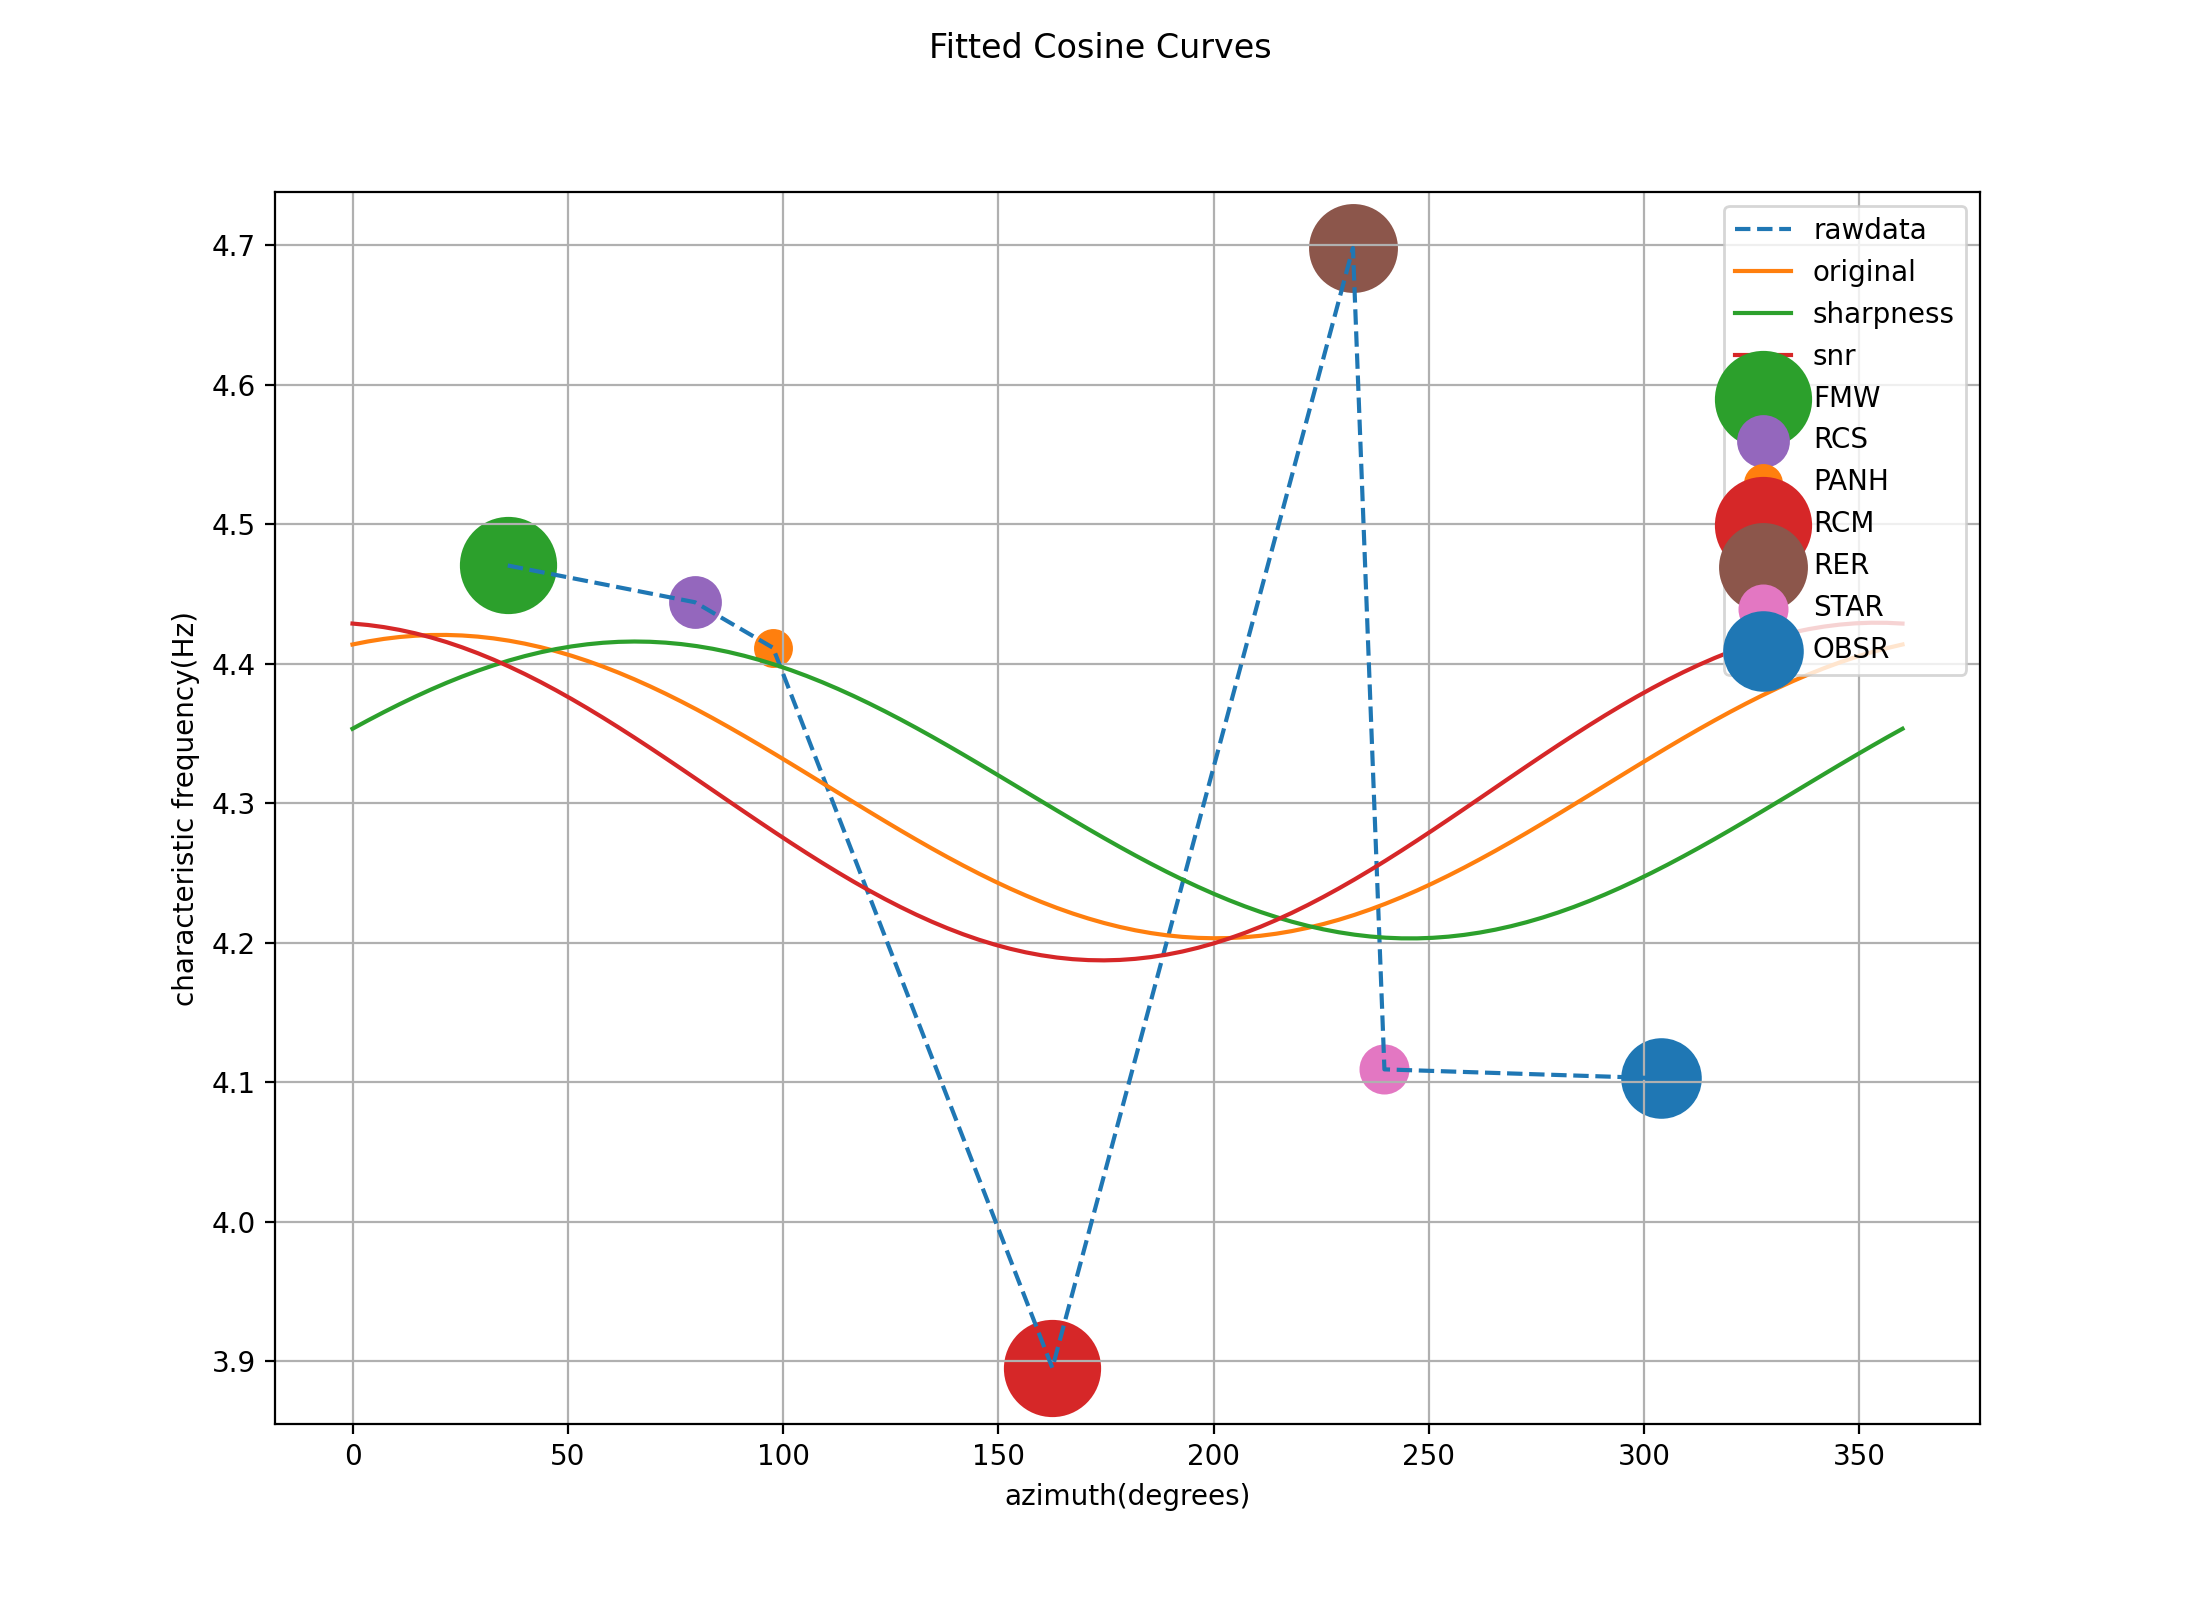 Fitted Cosine Curves
characteristic frequency(Hz)
4.7
4.6
4.5
4.4
4.3
4.2
4.1
4.0
3.9
rawdata
original
sharpness
snr
FMW
RCS
PANH
RCM
RER
STAR
OBSR
0 50 100 150 200 250 300 350
azimuth(degrees)